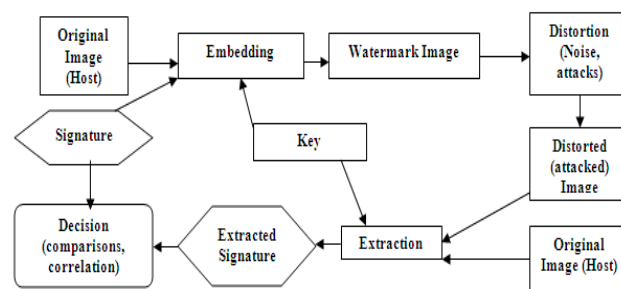 Original
Image
(Host)
Embedding
Watermark Image
Distortion
(Noise,
attacks)
Signature
Key
Distorted
(attacked)
Image
Decision
(comparisons,
correlation)
Extracted
Signature
Extraction
Original
Image (Host)